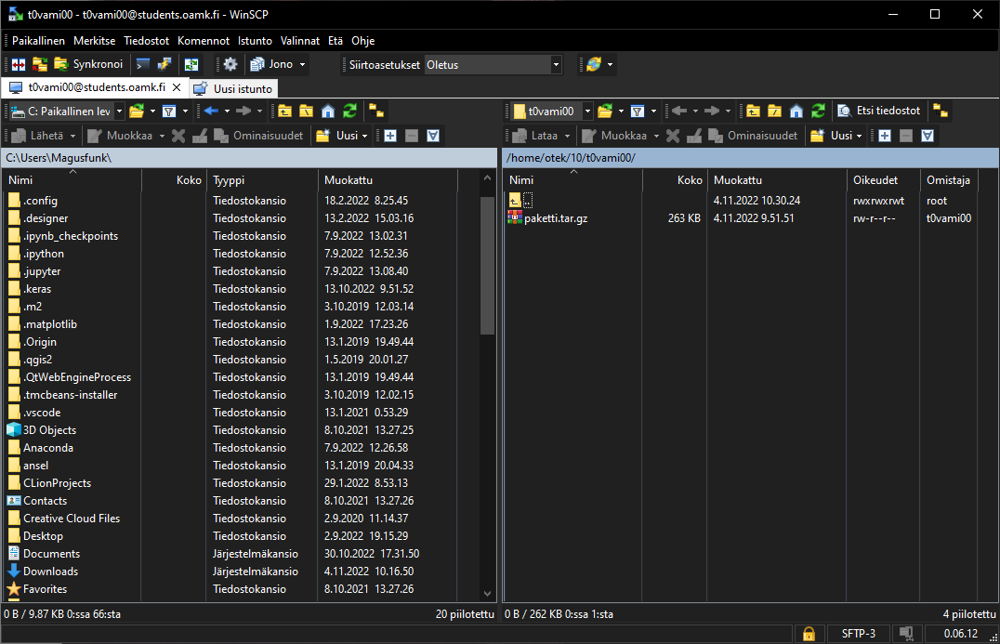 t0vami00 - t0vami00@students.oamk.fi - WinSCP
Paikallinen Merkitse Tiedostot Komennot Istunto Valinnat Etä Ohje
Synkronoi Jono Siirtoasetukset Oletus
t0vami00@students.oamk.fi Uusi istunto
C: Paikallinen lev t0vami00 Etsi tiedostot
Lähetä Muokkaa Ominaisuudet Uusi Lataa Muokkaa Ominaisuudet Uusi
C:\Users\Magusfunk\ /home/otek/10/t0vami00/
Nimi Koko Tyyppi Muokattu Nimi Koko Muokattu Oikeudet Omistaja
.config Tiedostokansio 18.2.2022 8.25.45 .. 4.11.2022 10.30.24 rwxrwxrwt root
.designer Tiedostokansio 13.2.2022 15.03.16 paketti.tar.gz 263 KB 4.11.2022 9.51.51 rw-r--r-- t0vami00
.ipynb_checkpoints Tiedostokansio 7.9.2022 13.02.31
.ipython Tiedostokansio 7.9.2022 12.52.36
.jupyter Tiedostokansio 7.9.2022 13.08.40
.keras Tiedostokansio 13.10.2022 9.51.52
.m2 Tiedostokansio 3.10.2019 12.03.14
.matplotlib Tiedostokansio 1.9.2022 17.23.26
.Origin Tiedostokansio 13.1.2019 19.49.44
.qgis2 Tiedostokansio 1.5.2019 20.01.27
.QtWebEngineProcess Tiedostokansio 13.1.2019 19.49.44
.tmcbeans-installer Tiedostokansio 3.10.2019 12.02.15
.vscode Tiedostokansio 13.1.2021 0.53.29
3D Objects Tiedostokansio 8.10.2021 13.27.25
Anaconda Tiedostokansio 7.9.2022 12.26.58
ansel Tiedostokansio 13.1.2019 20.04.33
CLionProjects Tiedostokansio 29.1.2022 8.53.13
Contacts Tiedostokansio 8.10.2021 13.27.26
Creative Cloud Files Tiedostokansio 2.9.2020 11.14.37
Desktop Tiedostokansio 2.9.2022 19.15.29
Documents Järjestelmäkansio 30.10.2022 17.31.50
Downloads Järjestelmäkansio 4.11.2022 10.16.50
Favorites Tiedostokansio 8.10.2021 13.27.26
0 B / 9.87 KB 0:ssa 66:sta 20 piilotettu 0 B / 262 KB 0:ssa 1:sta 4 piilotettu
SFTP-3 0.06.12